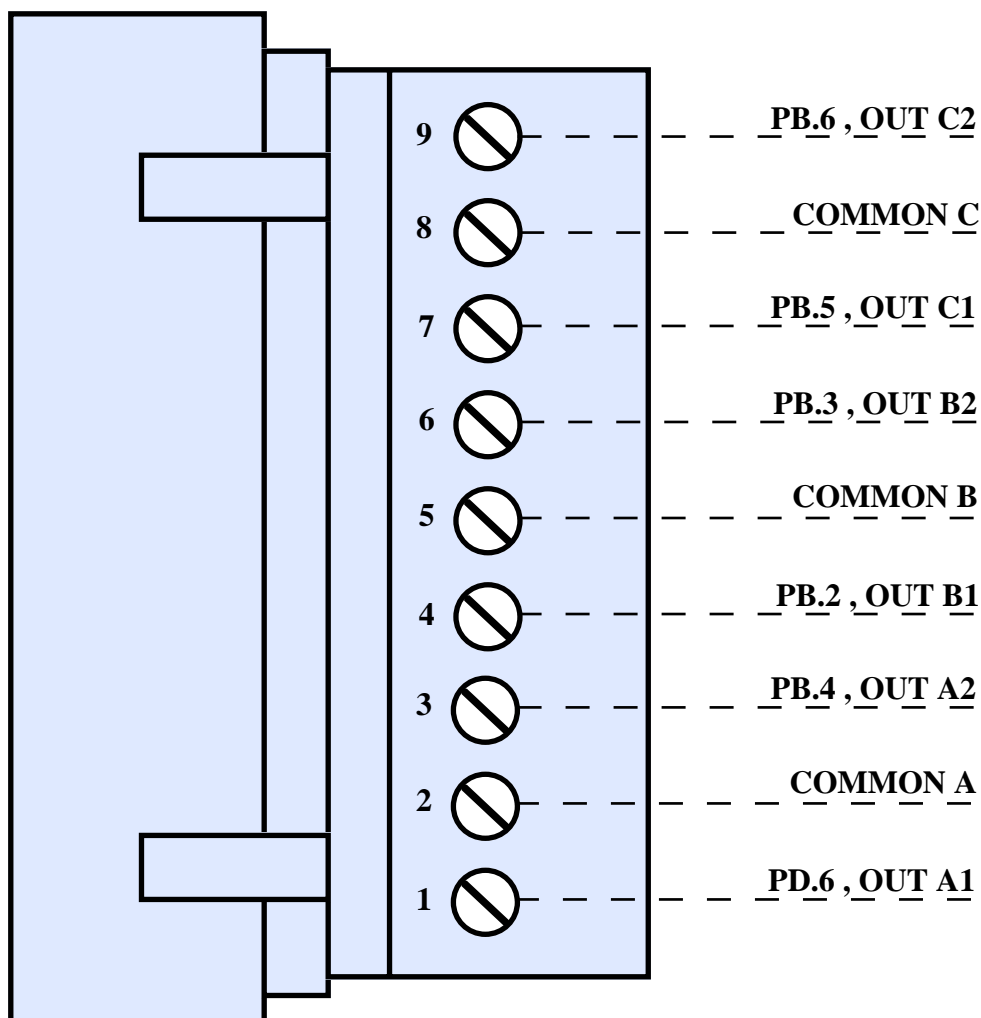 9 PB.6 , OUT C2
8 COMMON C
7 PB.5 , OUT C1
6 PB.3 , OUT B2
5 COMMON B
4 PB.2 , OUT B1
3 PB.4 , OUT A2
2 COMMON A
1 PD.6 , OUT A1